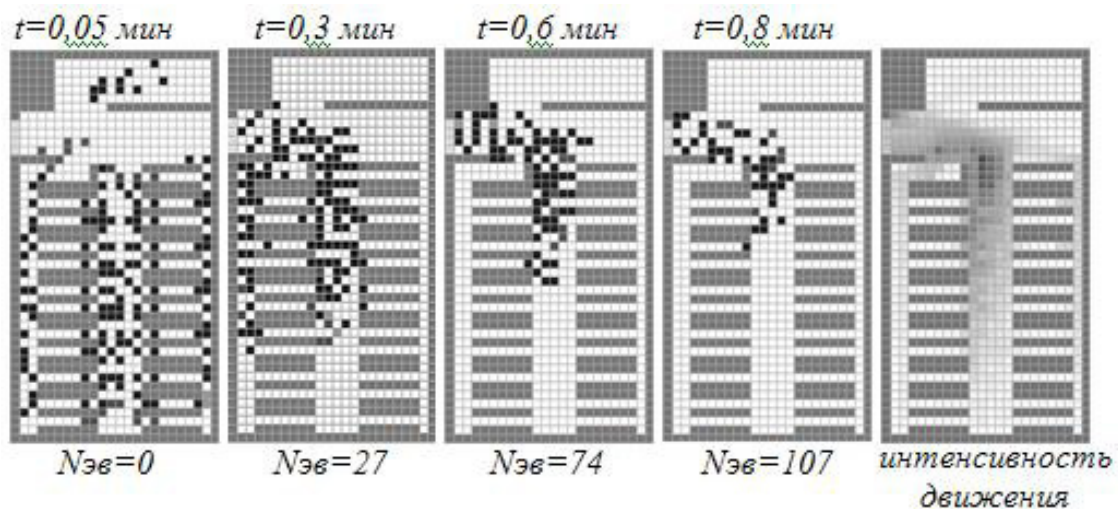 t=0,05 мин
t=0,3 мин
t=0,6 мин
t=0,8 мин
Nэв=0
Nэв=27
Nэв=74
Nэв=107
интенсивность
движения